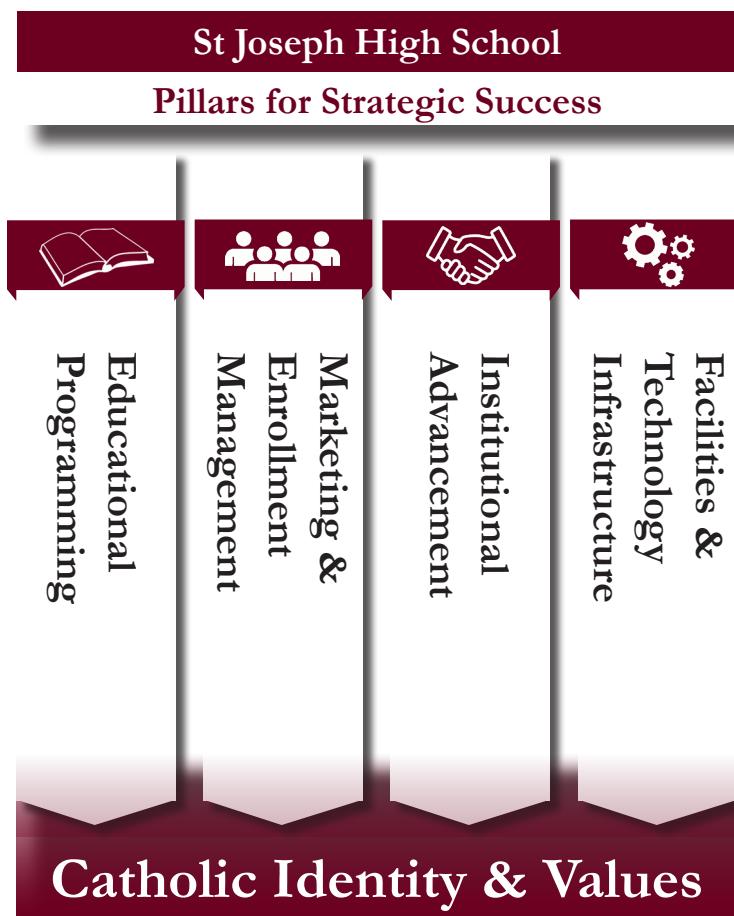 St Joseph High School
Pillars for Strategic Success
Educational
Programming
Marketing &
Enrollment
Management
Institutional
Advancement
Facilities &
Technology
Infrastructure
Catholic Identity & Values